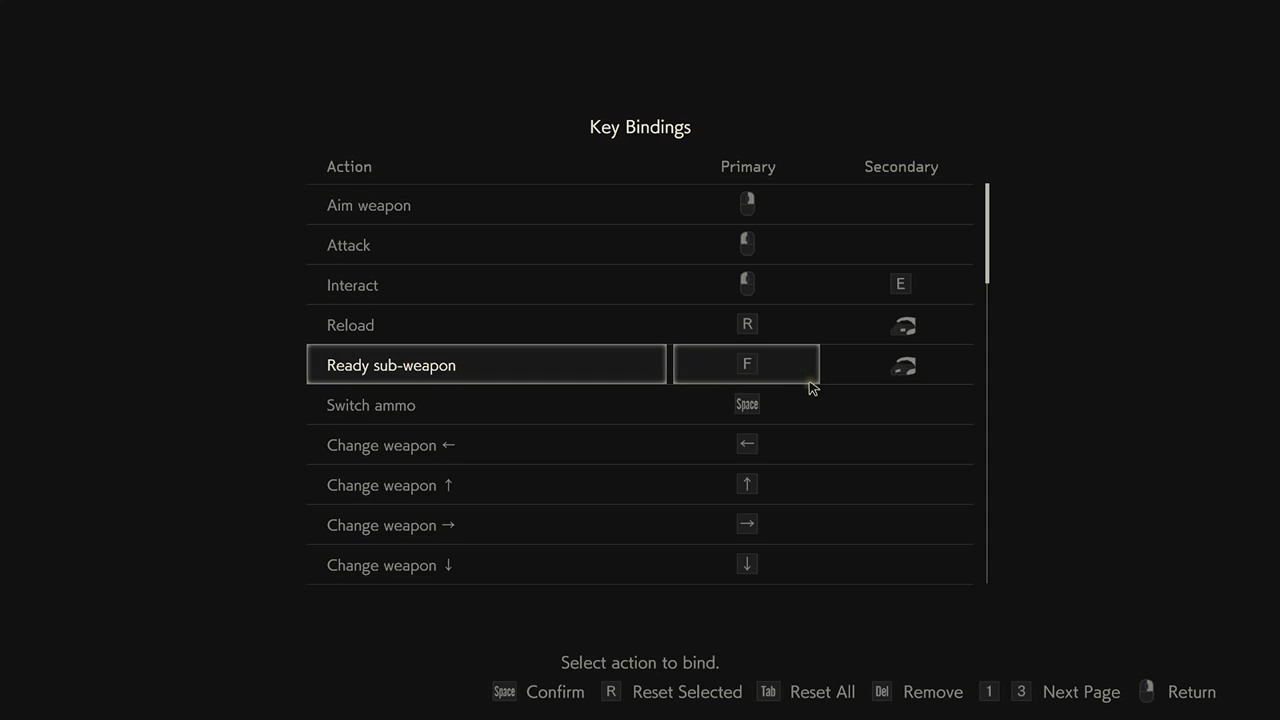 Key Bindings
Action Primary Secondary
Aim weapon
Attack
Interact E
Reload R
Ready sub-weapon F
Switch ammo Space
Change weapon ← ←
Change weapon ↑ ↑
Change weapon → →
Change weapon ↓ ↓
Select action to bind.
Space Confirm R Reset Selected Tab Reset All Del Remove 1 3 Next Page Return